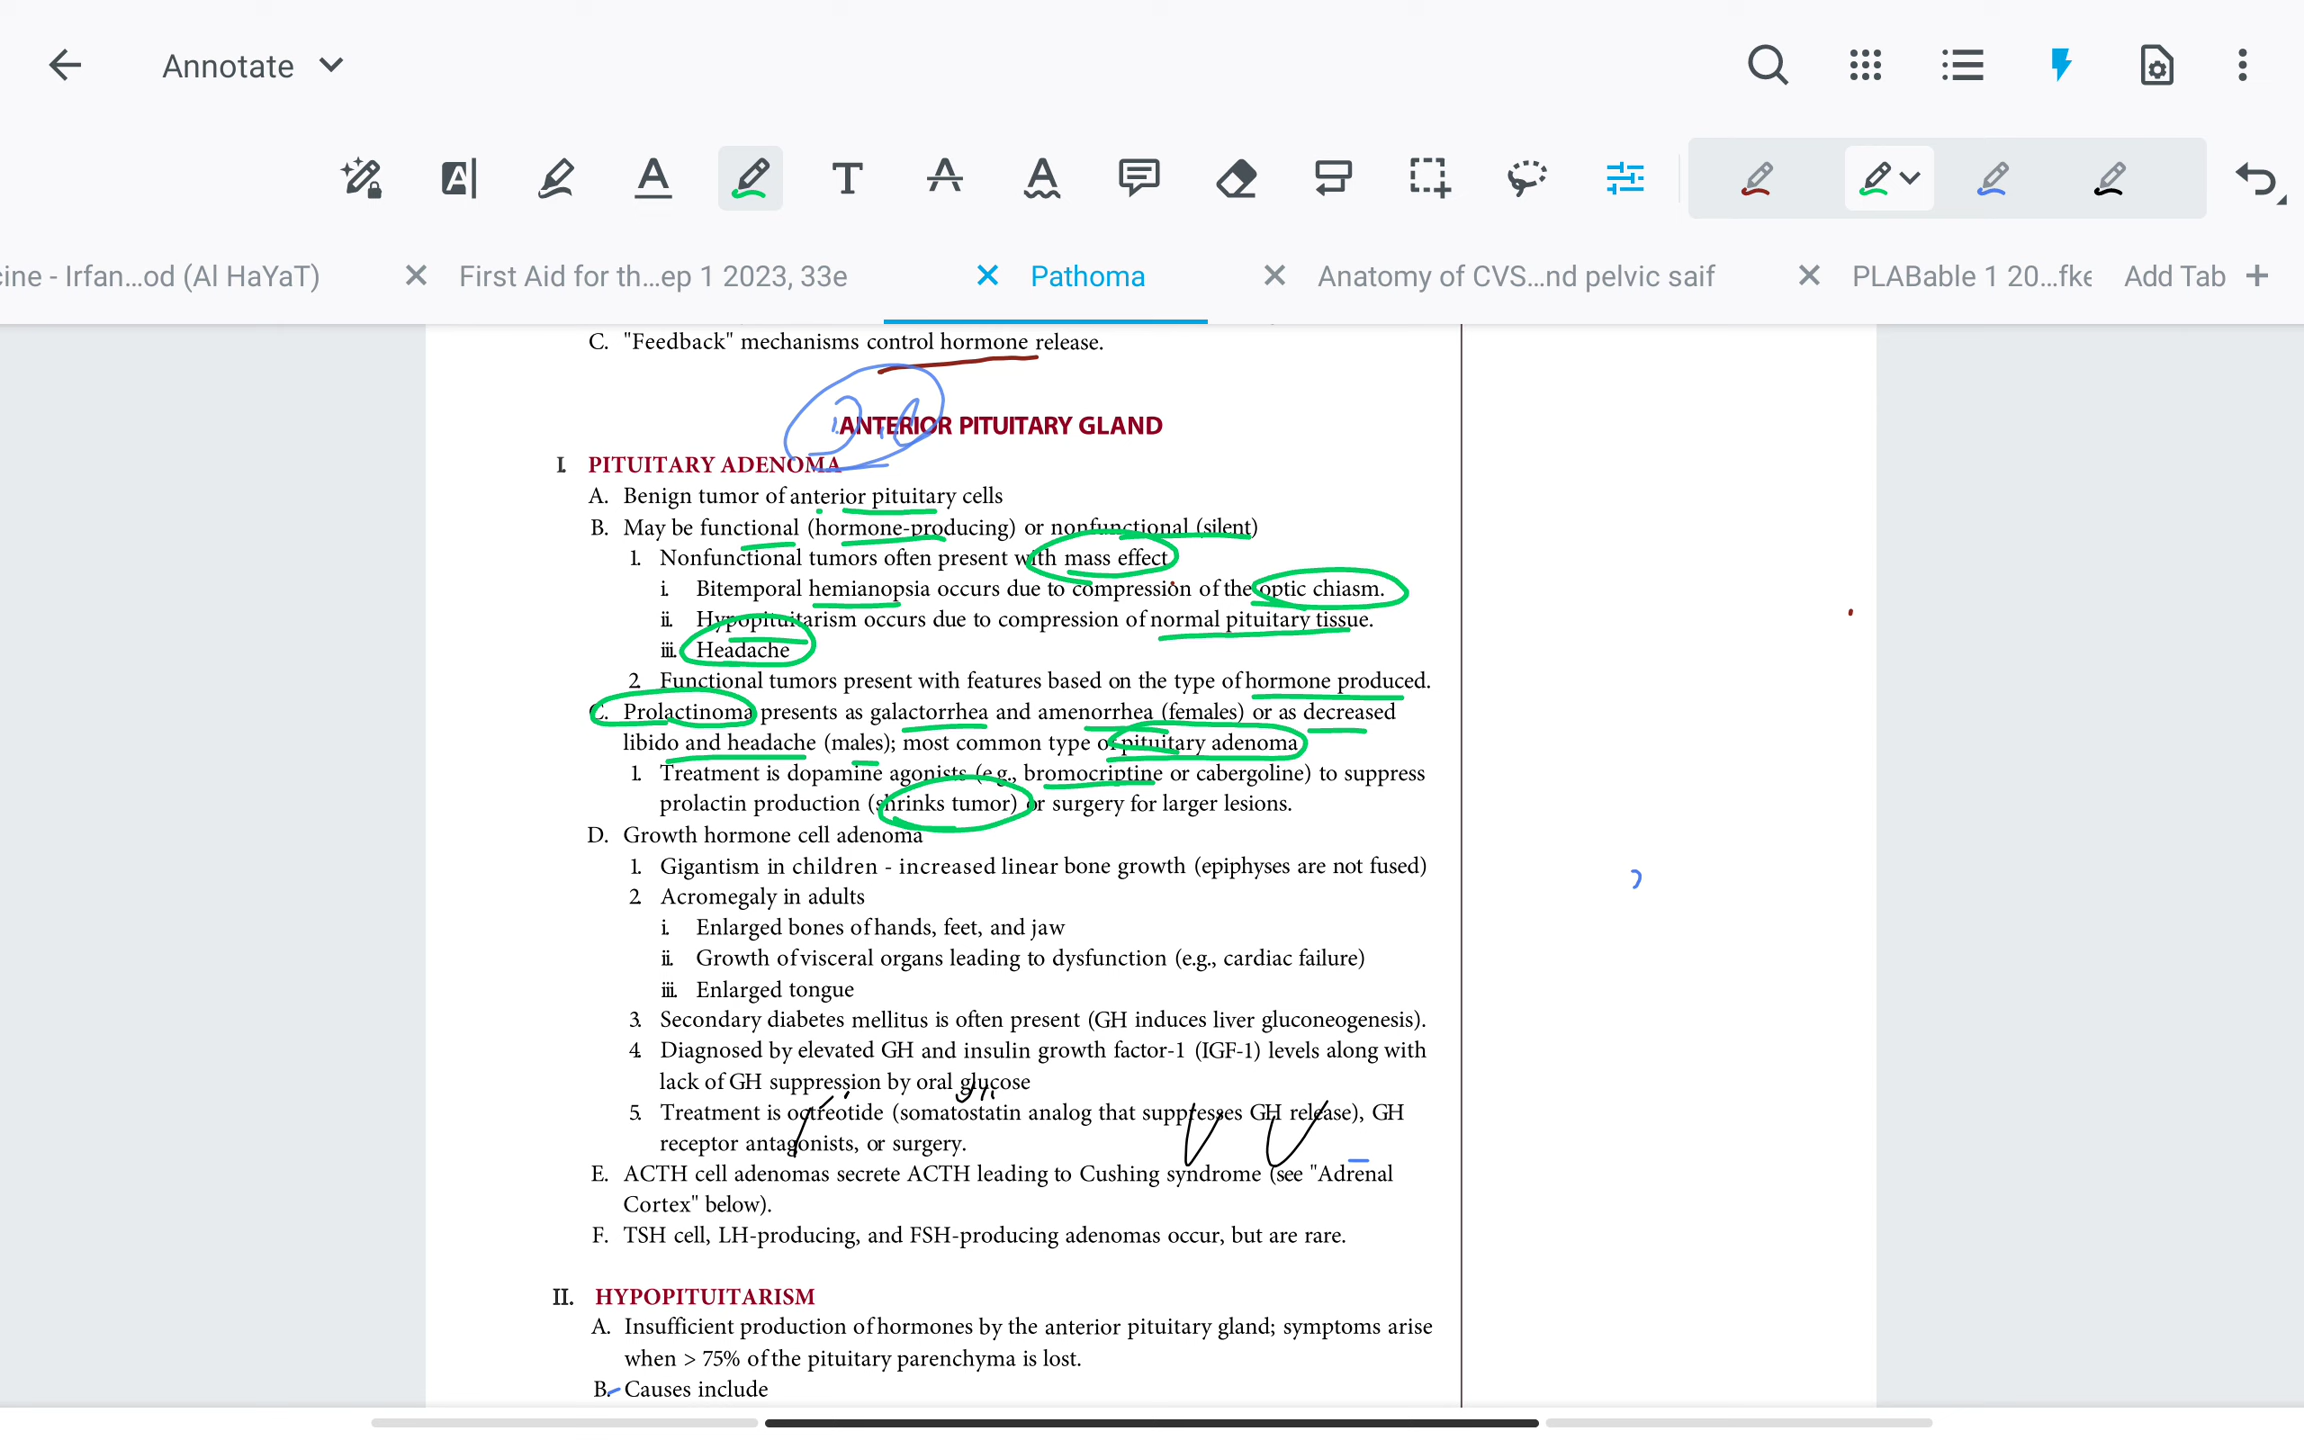 Annotate
cine - Irfan...od (Al HaYaT)
First Aid for th...ep 1 2023, 33e
Pathoma
Anatomy of CVS...nd pelvic saif
PLABable 1 20...fke
Add Tab +
C. "Feedback" mechanisms control hormone release.
ANTERIOR PITUITARY GLAND
I. PITUITARY ADENOMA
A. Benign tumor of anterior pituitary cells
B. May be functional (hormone-producing) or nonfunctional (silent)
1. Nonfunctional tumors often present with mass effect
i. Bitemporal hemianopsia occurs due to compression of the optic chiasm.
ii. Hypopituitarism occurs due to compression of normal pituitary tissue.
iii. Headache
2. Functional tumors present with features based on the type of hormone produced.
C. Prolactinoma presents as galactorrhea and amenorrhea (females) or as decreased
libido and headache (males); most common type of pituitary adenoma
1. Treatment is dopamine agonists (e.g., bromocriptine or cabergoline) to suppress
prolactin production (shrinks tumor) or surgery for larger lesions.
D. Growth hormone cell adenoma
1. Gigantism in children - increased linear bone growth (epiphyses are not fused)
2. Acromegaly in adults
i. Enlarged bones of hands, feet, and jaw
ii. Growth of visceral organs leading to dysfunction (e.g., cardiac failure)
iii. Enlarged tongue
3. Secondary diabetes mellitus is often present (GH induces liver gluconeogenesis).
4. Diagnosed by elevated GH and insulin growth factor-1 (IGF-1) levels along with
lack of GH suppression by oral glucose
5. Treatment is octreotide (somatostatin analog that suppresses GH release), GH
receptor antagonists, or surgery.
E. ACTH cell adenomas secrete ACTH leading to Cushing syndrome (see "Adrenal
Cortex" below).
F. TSH cell, LH-producing, and FSH-producing adenomas occur, but are rare.
II. HYPOPITUITARISM
A. Insufficient production of hormones by the anterior pituitary gland; symptoms arise
when > 75% of the pituitary parenchyma is lost.
B. Causes include